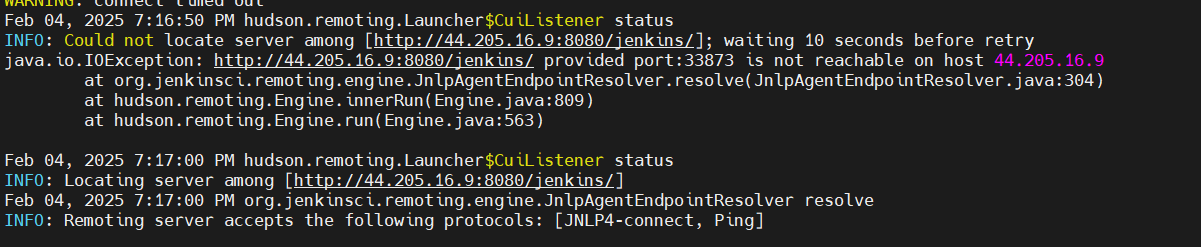 WARNING: connect timed out
Feb 04, 2025 7:16:50 PM hudson.remoting.Launcher$CuiListener status
INFO: Could not locate server among [http://44.205.16.9:8080/jenkins/]; waiting 10 seconds before retry
java.io.IOException: http://44.205.16.9:8080/jenkins/ provided port:33873 is not reachable on host 44.205.16.9
        at org.jenkinsci.remoting.engine.JnlpAgentEndpointResolver.resolve(JnlpAgentEndpointResolver.java:304)
        at hudson.remoting.Engine.innerRun(Engine.java:809)
        at hudson.remoting.Engine.run(Engine.java:563)

Feb 04, 2025 7:17:00 PM hudson.remoting.Launcher$CuiListener status
INFO: Locating server among [http://44.205.16.9:8080/jenkins/]
Feb 04, 2025 7:17:00 PM org.jenkinsci.remoting.engine.JnlpAgentEndpointResolver resolve
INFO: Remoting server accepts the following protocols: [JNLP4-connect, Ping]